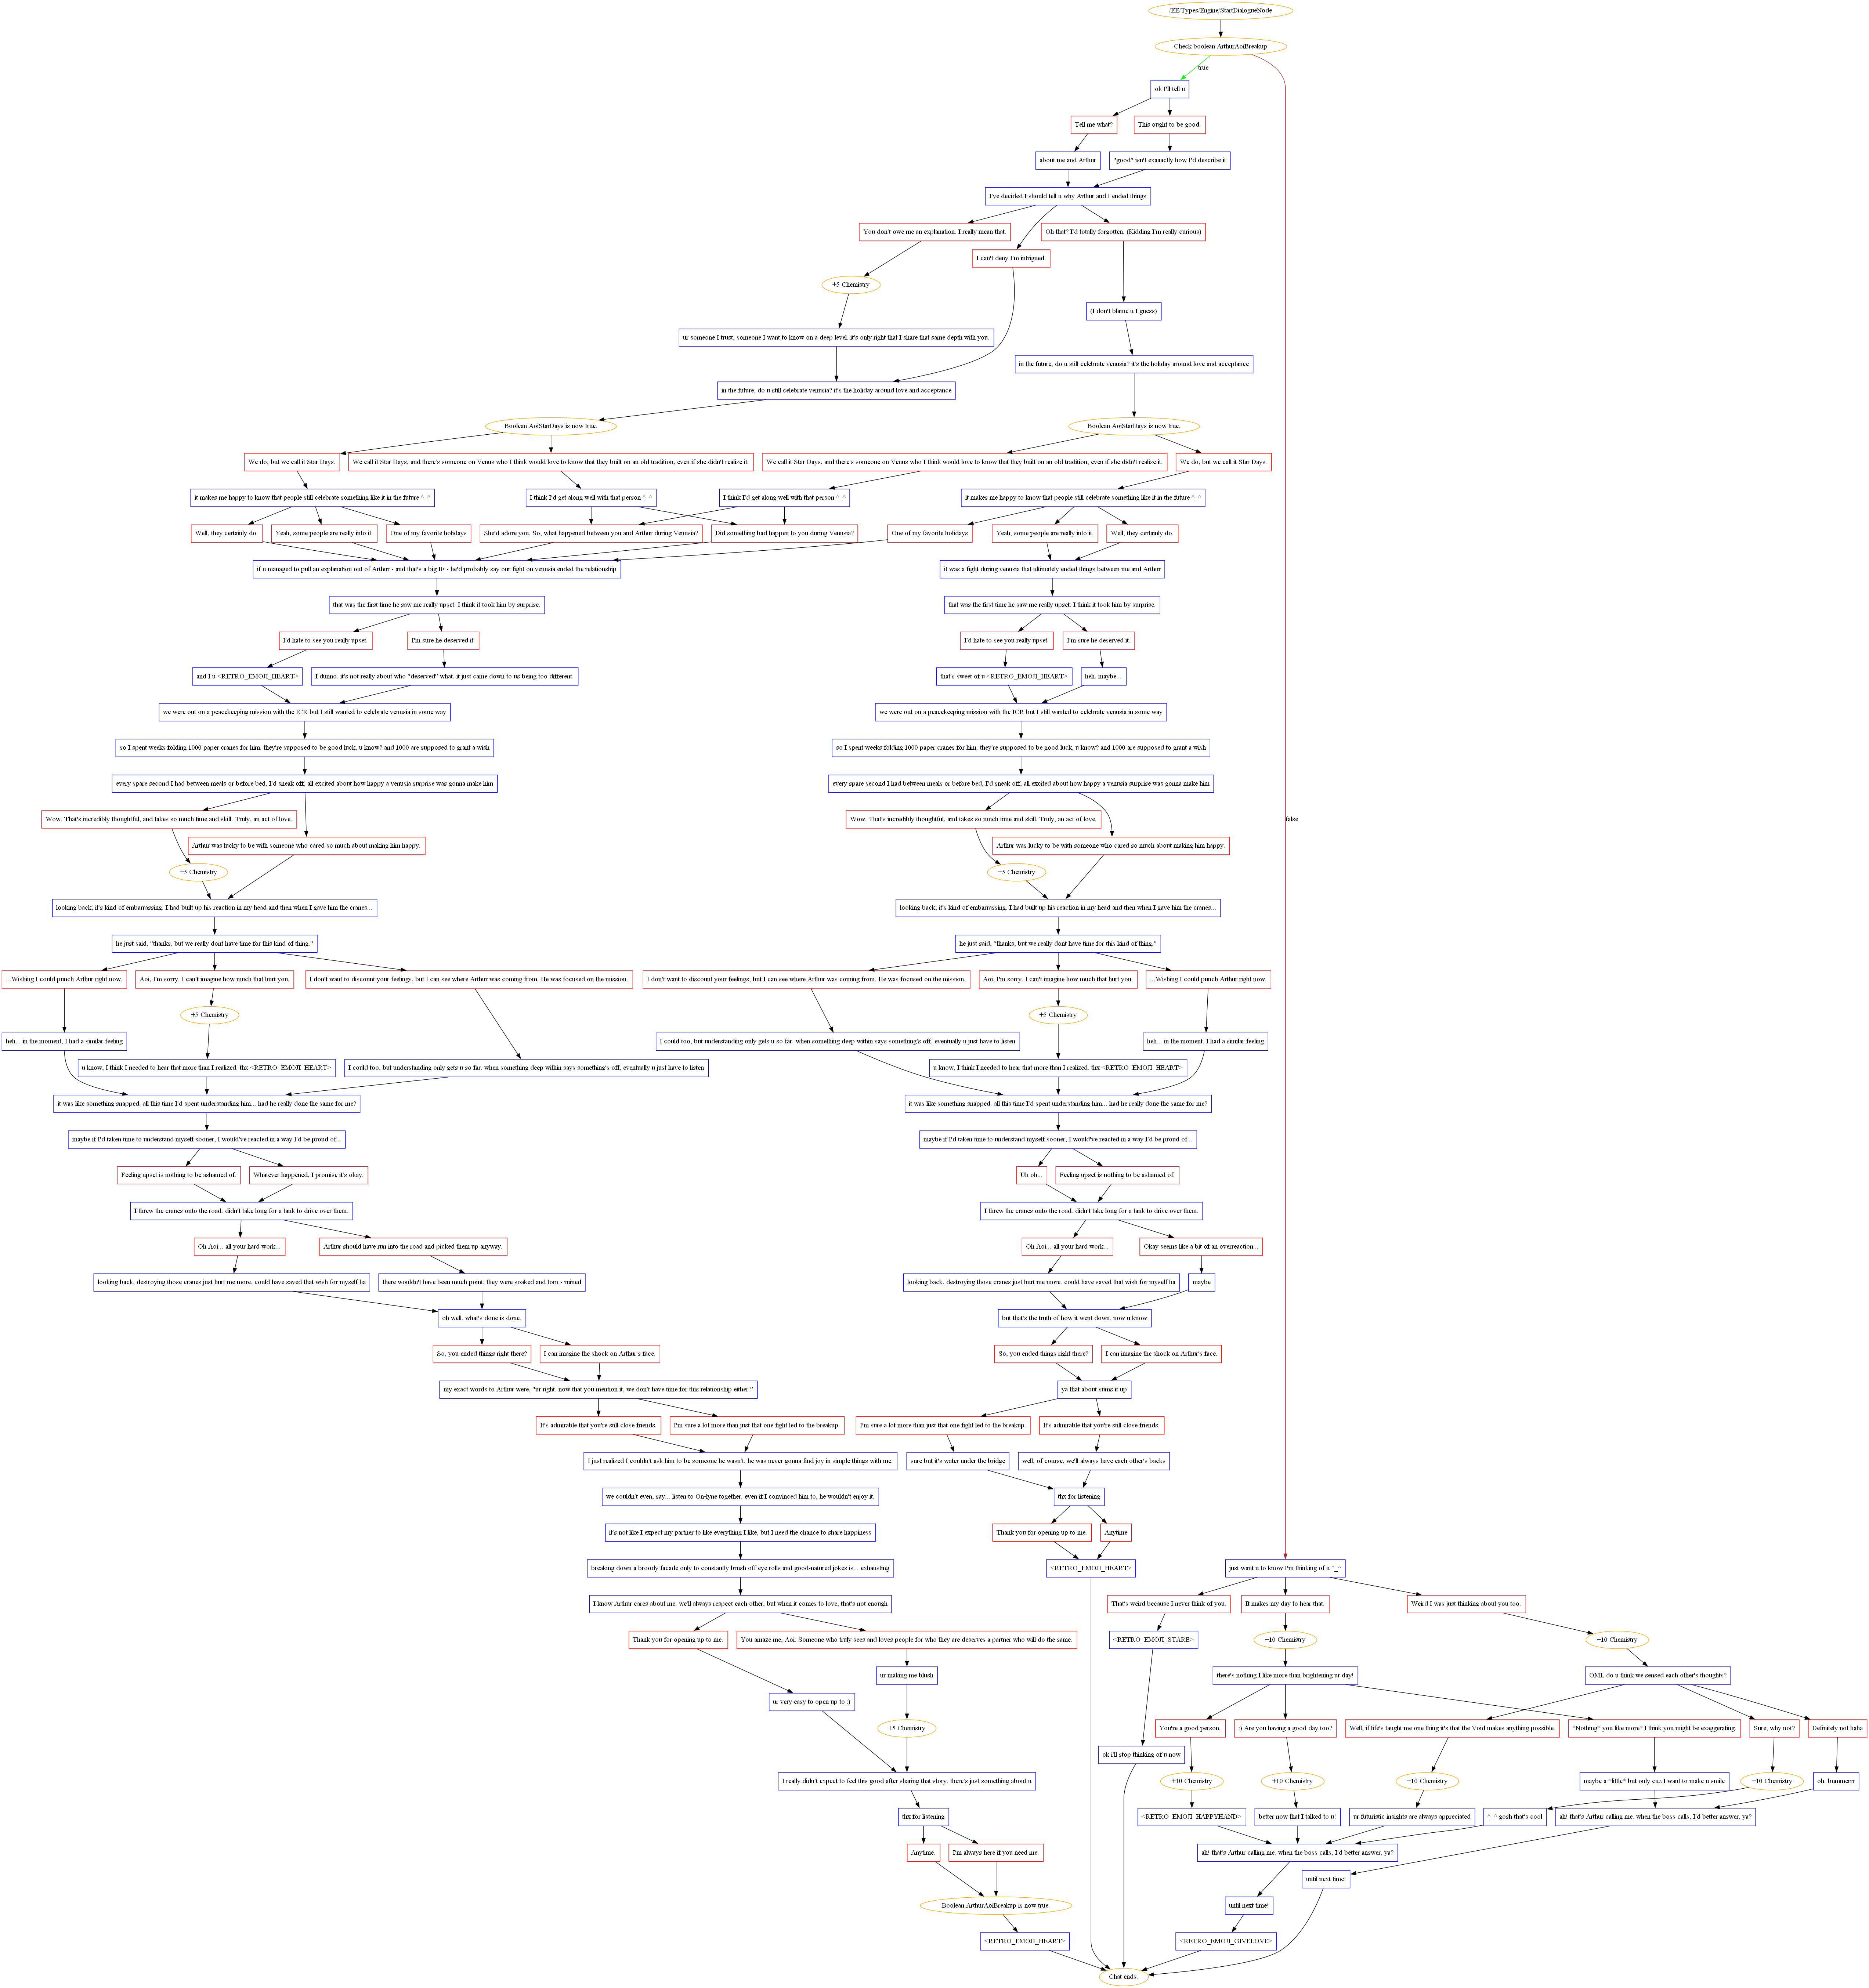 /EE/Types/Engine/StartDialogueNode
Check boolean ArthurAoiBreakup
true
ok I'll tell u
Tell me what?
This ought to be good.
about me and Arthur
"good" isn't exaaactly how I'd describe it
I've decided I should tell u why Arthur and I ended things
You don't owe me an explanation. I really mean that.
Oh that? I'd totally forgotten. (Kidding I'm really curious)
I can't deny I'm intrigued.
+5 Chemistry
(I don't blame u I guess)
ur someone I trust, someone I want to know on a deep level. it's only right that I share that same depth with you.
in the future, do u still celebrate venusia? it's the holiday around love and acceptance
in the future, do u still celebrate venusia? it's the holiday around love and acceptance
Boolean AoiStarDays is now true.
Boolean AoiStarDays is now true.
We do, but we call it Star Days.
We call it Star Days, and there's someone on Venus who I think would love to know that they built on an old tradition, even if she didn't realize it.
We call it Star Days, and there's someone on Venus who I think would love to know that they built on an old tradition, even if she didn't realize it.
We do, but we call it Star Days.
it makes me happy to know that people still celebrate something like it in the future ^_^
I think I'd get along well with that person ^_^
I think I'd get along well with that person ^_^
it makes me happy to know that people still celebrate something like it in the future ^_^
Well, they certainly do.
Yeah, some people are really into it.
One of my favorite holidays
She'd adore you. So, what happened between you and Arthur during Venusia?
Did something bad happen to you during Venusia?
One of my favorite holidays
Yeah, some people are really into it.
Well, they certainly do.
if u managed to pull an explanation out of Arthur - and that's a big IF - he'd probably say our fight on venusia ended the relationship
it was a fight during venusia that ultimately ended things between me and Arthur
that was the first time he saw me really upset. I think it took him by surprise.
that was the first time he saw me really upset. I think it took him by surprise.
I'd hate to see you really upset.
I'm sure he deserved it.
I'd hate to see you really upset.
I'm sure he deserved it.
and I u <RETRO_EMOJI_HEART>
I dunno. it's not really about who "deserved" what. it just came down to us being too different.
that's sweet of u <RETRO_EMOJI_HEART>
heh. maybe...
we were out on a peacekeeping mission with the ICP, but I still wanted to celebrate venusia in some way
we were out on a peacekeeping mission with the ICP, but I still wanted to celebrate venusia in some way
so I spent weeks folding 1000 paper cranes for him. they're supposed to be good luck, u know? and 1000 are supposed to grant a wish
so I spent weeks folding 1000 paper cranes for him. they're supposed to be good luck, u know? and 1000 are supposed to grant a wish
every spare second I had between meals or before bed, I'd sneak off, all excited about how happy a venusia surprise was gonna make him
every spare second I had between meals or before bed, I'd sneak off, all excited about how happy a venusia surprise was gonna make him
Wow. That's incredibly thoughtful, and takes so much time and skill. Truly, an act of love.
Wow. That's incredibly thoughtful, and takes so much time and skill. Truly, an act of love.
false
Arthur was lucky to be with someone who cared so much about making him happy.
Arthur was lucky to be with someone who cared so much about making him happy.
+5 Chemistry
+5 Chemistry
looking back, it's kind of embarrassing. I had built up his reaction in my head and then when I gave him the cranes...
looking back, it's kind of embarrassing. I had built up his reaction in my head and then when I gave him the cranes...
he just said, "thanks, but we really dont have time for this kind of thing."
he just said, "thanks, but we really dont have time for this kind of thing."
...Wishing I could punch Arthur right now.
Aoi, I'm sorry. I can't imagine how much that hurt you.
I don't want to discount your feelings, but I can see where Arthur was coming from. He was focused on the mission.
I don't want to discount your feelings, but I can see where Arthur was coming from. He was focused on the mission.
Aoi, I'm sorry. I can't imagine how much that hurt you.
...Wishing I could punch Arthur right now.
+5 Chemistry
+5 Chemistry
heh... in the moment, I had a similar feeling
I could too, but understanding only gets u so far. when something deep within says something's off, eventually u just have to listen
heh... in the moment, I had a similar feeling
u know, I think I needed to hear that more than I realized. thx <RETRO_EMOJI_HEART>
I could too, but understanding only gets u so far. when something deep within says something's off, eventually u just have to listen
u know, I think I needed to hear that more than I realized. thx <RETRO_EMOJI_HEART>
it was like something snapped. all this time I'd spent understanding him... had he really done the same for me?
it was like something snapped. all this time I'd spent understanding him... had he really done the same for me?
maybe if I'd taken time to understand myself sooner, I would've reacted in a way I'd be proud of...
maybe if I'd taken time to understand myself sooner, I would've reacted in a way I'd be proud of...
Feeling upset is nothing to be ashamed of.
Whatever happened, I promise it's okay.
Uh oh...
Feeling upset is nothing to be ashamed of.
I threw the cranes onto the road. didn't take long for a tank to drive over them.
I threw the cranes onto the road. didn't take long for a tank to drive over them.
Oh Aoi... all your hard work...
Arthur should have run into the road and picked them up anyway.
Oh Aoi... all your hard work...
Okay seems like a bit of an overreaction...
looking back, destroying those cranes just hurt me more. could have saved that wish for myself ha
there wouldn't have been much point. they were soaked and torn - ruined
looking back, destroying those cranes just hurt me more. could have saved that wish for myself ha
maybe
oh well. what's done is done.
but that's the truth of how it went down. now u know
So, you ended things right there?
I can imagine the shock on Arthur's face.
So, you ended things right there?
I can imagine the shock on Arthur's face.
my exact words to Arthur were, "ur right. now that you mention it, we don't have time for this relationship either."
ya that about sums it up
It's admirable that you're still close friends.
I'm sure a lot more than just that one fight led to the breakup.
I'm sure a lot more than just that one fight led to the breakup.
It's admirable that you're still close friends.
I just realized I couldn't ask him to be someone he wasn't. he was never gonna find joy in simple things with me.
sure but it's water under the bridge
well, of course, we'll always have each other's backs
we couldn't even, say... listen to On-lyne together. even if I convinced him to, he wouldn't enjoy it.
thx for listening
it's not like I expect my partner to like everything I like, but I need the chance to share happiness
Thank you for opening up to me.
Anytime
breaking down a broody facade only to constantly brush off eye rolls and good-natured jokes is... exhausting
<RETRO_EMOJI_HEART>
just want u to know I'm thinking of u ^_^
I know Arthur cares about me. we'll always respect each other, but when it comes to love, that's not enough
That's weird because I never think of you.
It makes my day to hear that.
Weird I was just thinking about you too.
Thank you for opening up to me.
You amaze me, Aoi. Someone who truly sees and loves people for who they are deserves a partner who will do the same.
<RETRO_EMOJI_STARE>
+10 Chemistry
+10 Chemistry
ur making me blush
there's nothing I like more than brightening ur day!
OML do u think we sensed each other's thoughts?
ur very easy to open up to :)
+5 Chemistry
You're a good person.
:) Are you having a good day too?
Well, if life's taught me one thing it's that the Void makes anything possible.
*Nothing* you like more? I think you might be exaggerating.
Sure, why not?
Definitely not haha
ok i'll stop thinking of u now
I really didn't expect to feel this good after sharing that story. there's just something about u
+10 Chemistry
+10 Chemistry
+10 Chemistry
maybe a *little* but only cuz I want to make u smile
+10 Chemistry
oh. bummerrr
thx for listening
<RETRO_EMOJI_HAPPYHAND>
better now that I talked to u!
ur futuristic insights are always appreciated
^_^ gosh that's cool
ah! that's Arthur calling me. when the boss calls, I'd better answer, ya?
Anytime.
I'm always here if you need me.
ah! that's Arthur calling me. when the boss calls, I'd better answer, ya?
until next time!
Boolean ArthurAoiBreakup is now true.
until next time!
<RETRO_EMOJI_HEART>
<RETRO_EMOJI_GIVELOVE>
Chat ends.